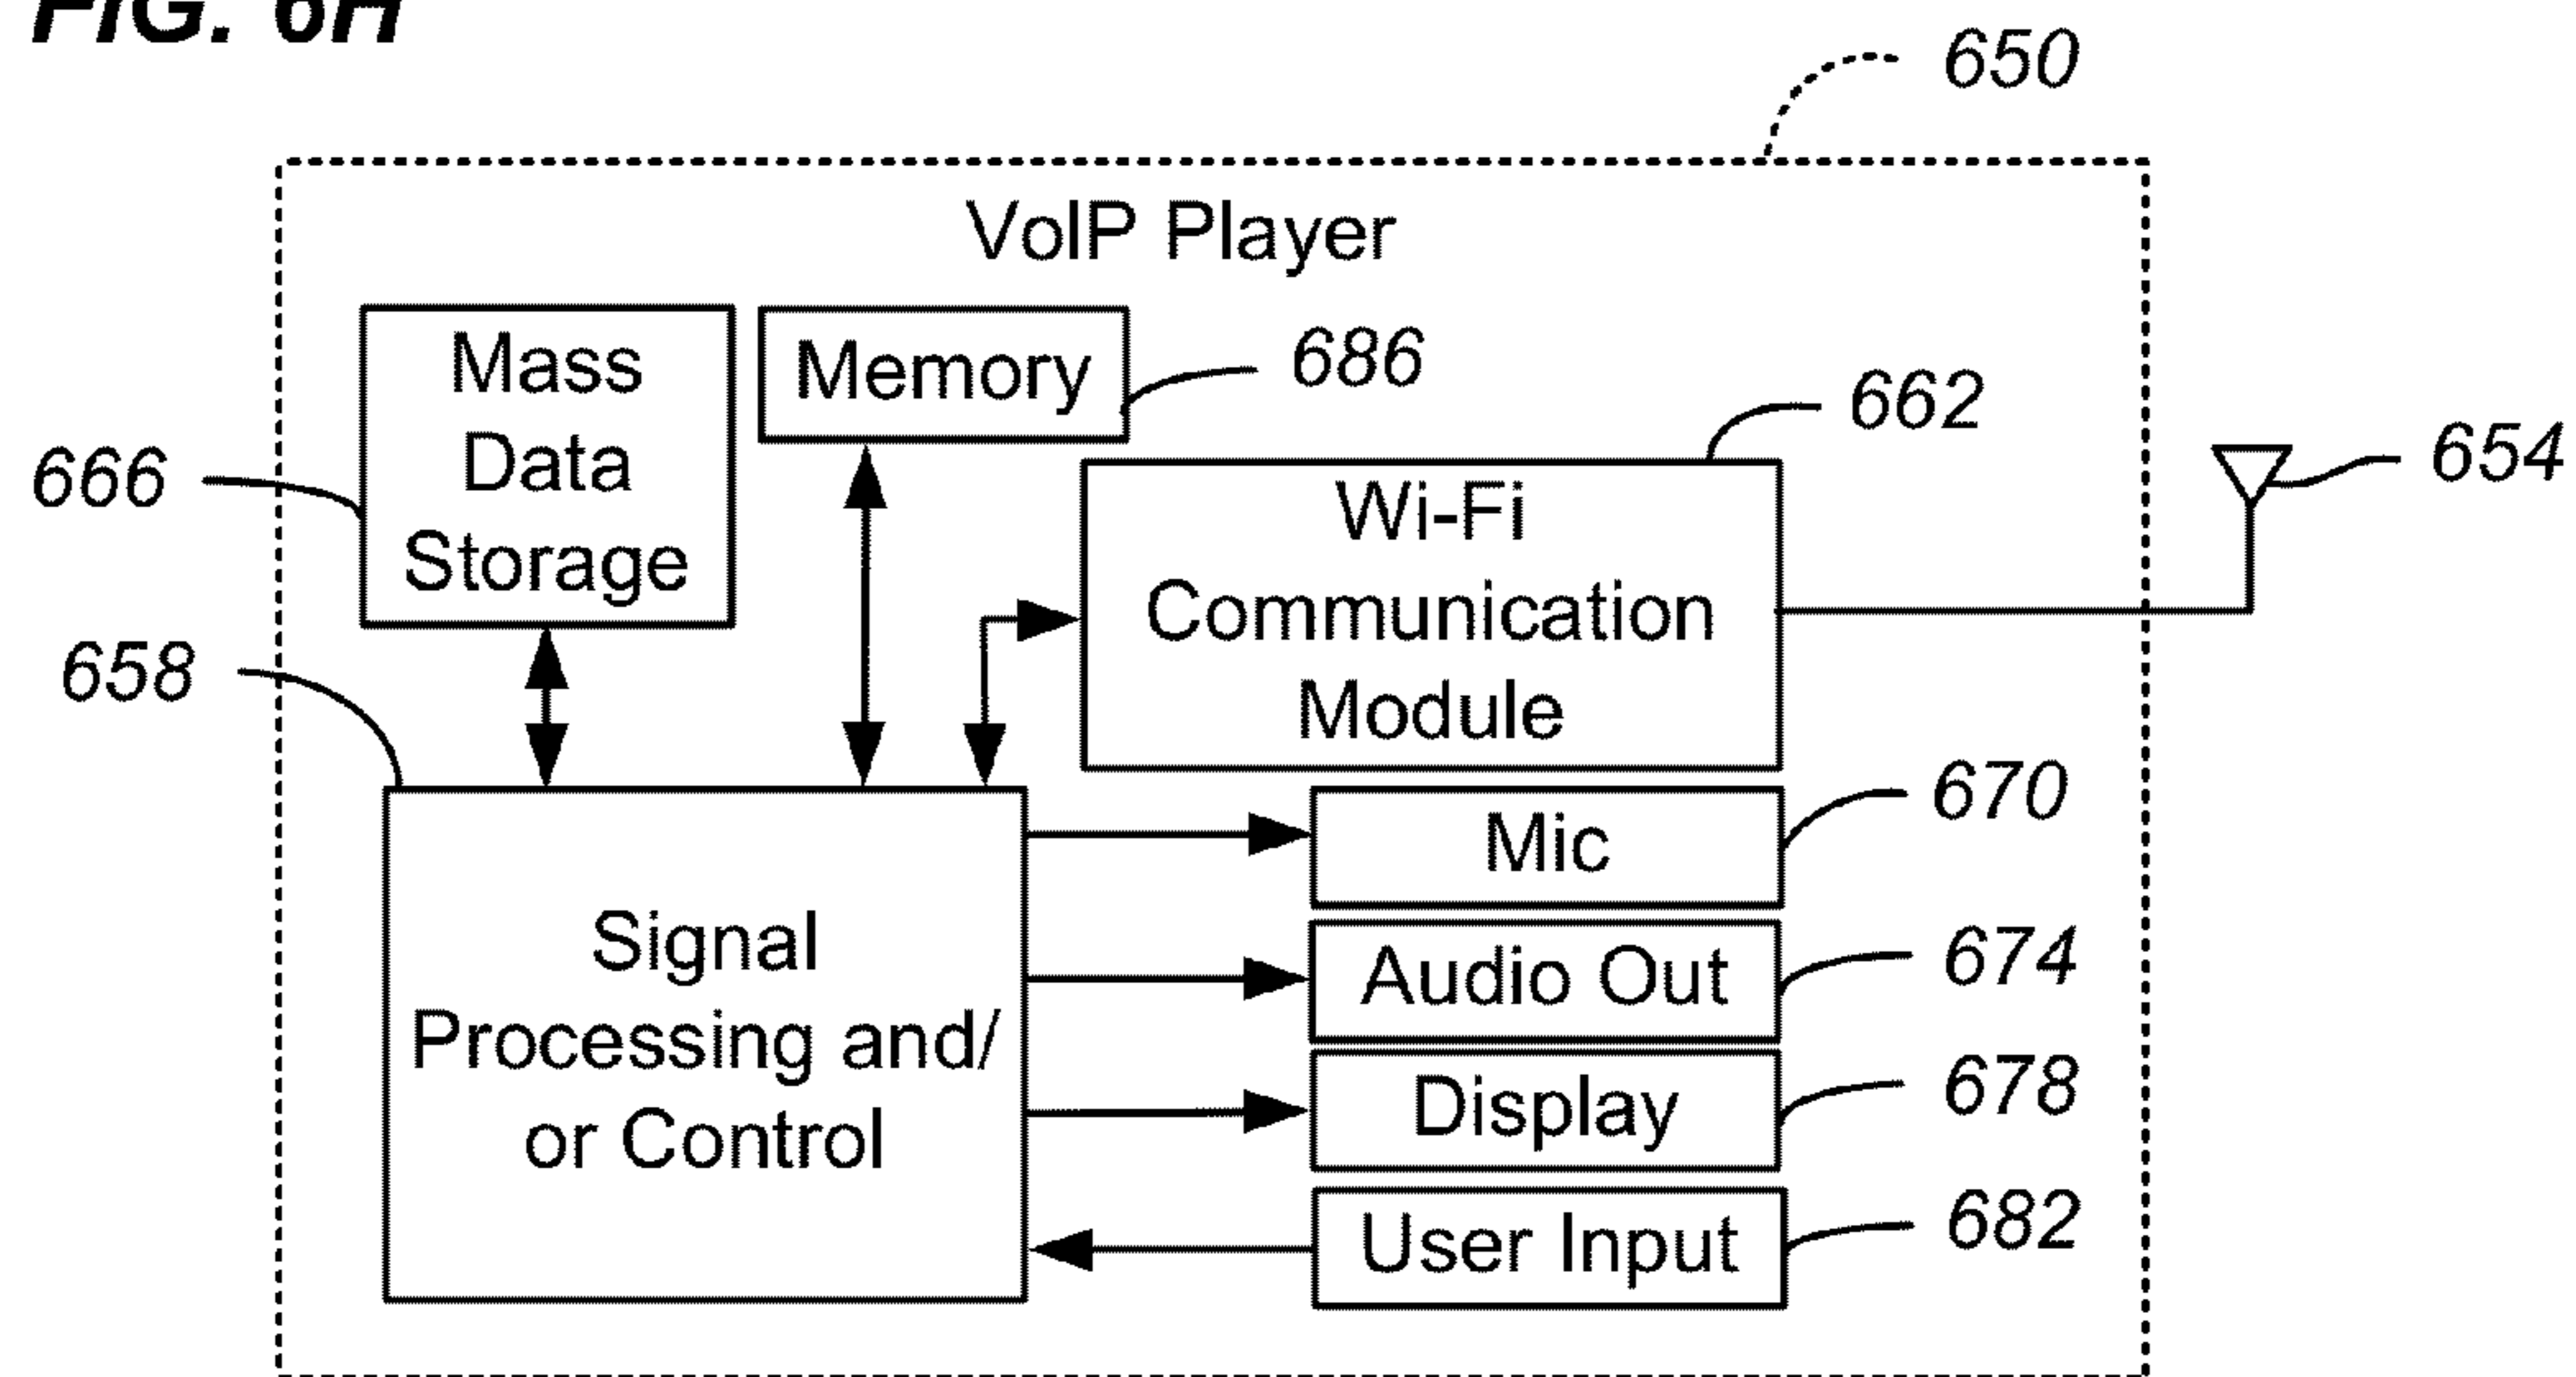 FIG. 6H
650
VoIP Player
Mass
Data
Storage
Memory
686
662
666
Wi-Fi
Communication
Module
654
658
Mic
670
Signal
Processing and/
or Control
Audio Out
674
Display
678
User Input
682